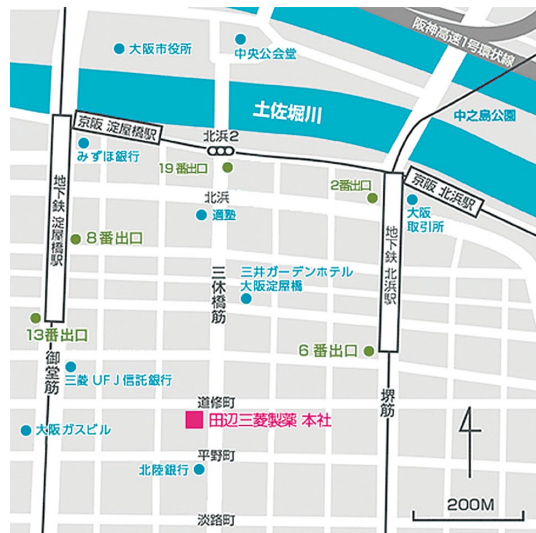 阪神高速1号環状線
大阪市役所
中央公会堂
土佐堀川
中之島公園
京阪 淀屋橋駅
北浜2
みずほ銀行
19番出口
2番出口
京阪 北浜駅
北浜
適塾
大阪
取引所
地下鉄 淀屋橋駅
8番出口
地下鉄 北浜駅
三井ガーデンホテル
大阪淀屋橋
三休橋筋
13番出口
6番出口
御堂筋
三菱UFJ信託銀行
道修町
堺筋
田辺三菱製薬 本社
大阪ガスビル
平野町
北陸銀行
200M
淡路町